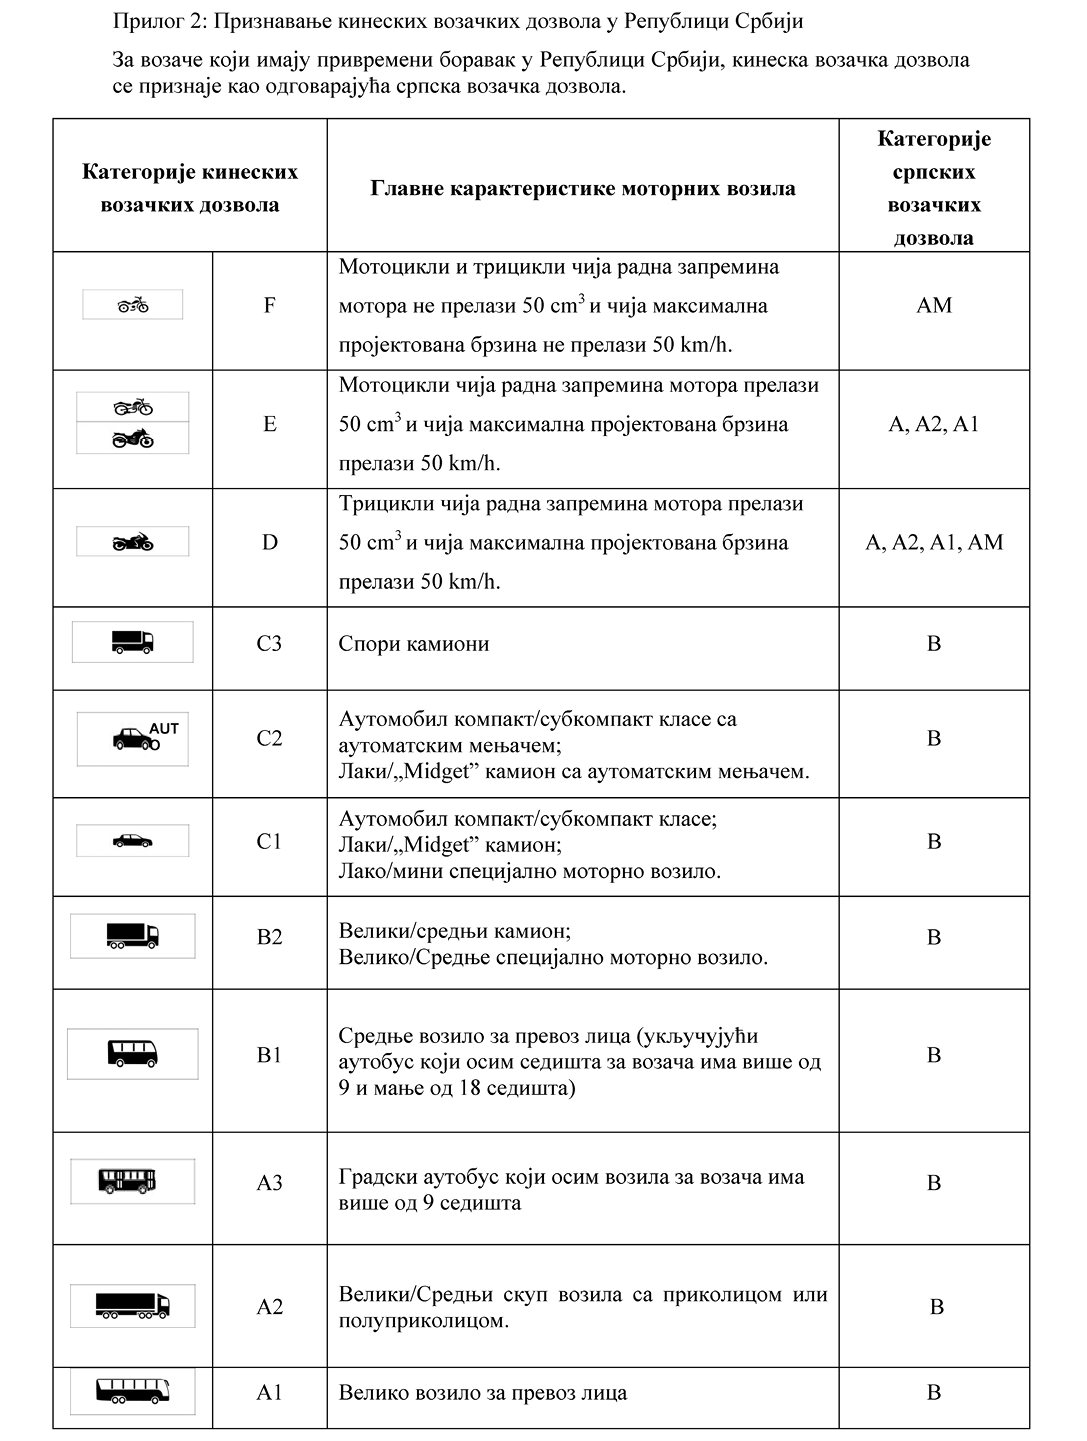 Прилог 2: Признавање кинеских возачких дозвола у Републици Србији
За возаче који имају привремени боравак у Републици Србији, кинеска возачка дозвола
се признаје као одговарајућа српска возачка дозвола.
Категорије кинеских
возачких дозвола
Главне карактеристике моторних возила
Категорије
српских
возачких
дозвола
F
Мотоцикли и трицикли чија радна запремина
мотора не прелази 50 cm³ и чија максимална
пројектована брзина не прелази 50 km/h.
AM
E
Мотоцикли чија радна запремина мотора прелази
50 cm³ и чија максимална пројектована брзина
прелази 50 km/h.
A, A2, A1
D
Трицикли чија радна запремина мотора прелази
50 cm³ и чија максимална пројектована брзина
прелази 50 km/h.
A, A2, A1, AM
C3
Спори камиони
B
AUT
O
C2
Аутомобил компакт/субкомпакт класе са
аутоматским мењачем;
Лаки/„Midget” камион са аутоматским мењачем.
B
C1
Аутомобил компакт/субкомпакт класе;
Лаки/„Midget” камион;
Лако/мини специјално моторно возило.
B
B2
Велики/средњи камион;
Велико/Средње специјално моторно возило.
B
B1
Средње возило за превоз лица (укључујући
аутобус који осим седишта за возача има више од
9 и мање од 18 седишта)
B
A3
Градски аутобус који осим возила за возача има
више од 9 седишта
B
A2
Велики/Средњи скуп возила са приколицом или
полуприколицом.
B
A1
Велико возило за превоз лица
B